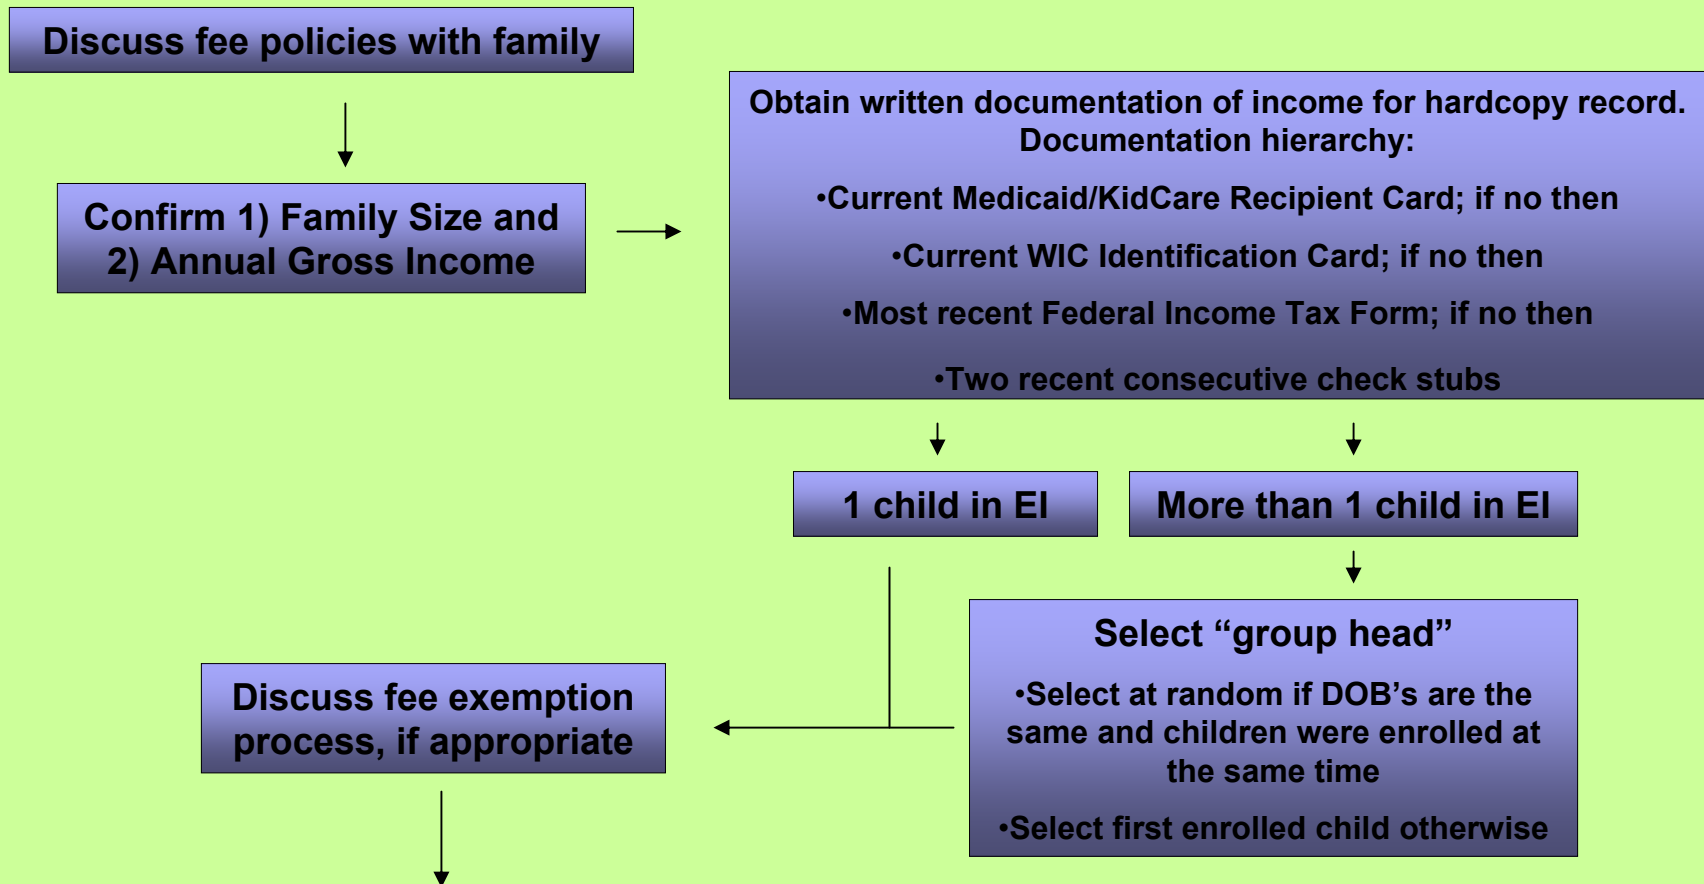 Discuss fee policies with family
Obtain written documentation of income for hardcopy record.
Documentation hierarchy:
•Current Medicaid/KidCare Recipient Card; if no then
•Current WIC Identification Card; if no then
•Most recent Federal Income Tax Form; if no then
•Two recent consecutive check stubs
Confirm 1) Family Size and
2) Annual Gross Income
1 child in EI
More than 1 child in EI
Select “group head”
•Select at random if DOB’s are the
same and children were enrolled at
the same time
•Select first enrolled child otherwise
Discuss fee exemption
process, if appropriate